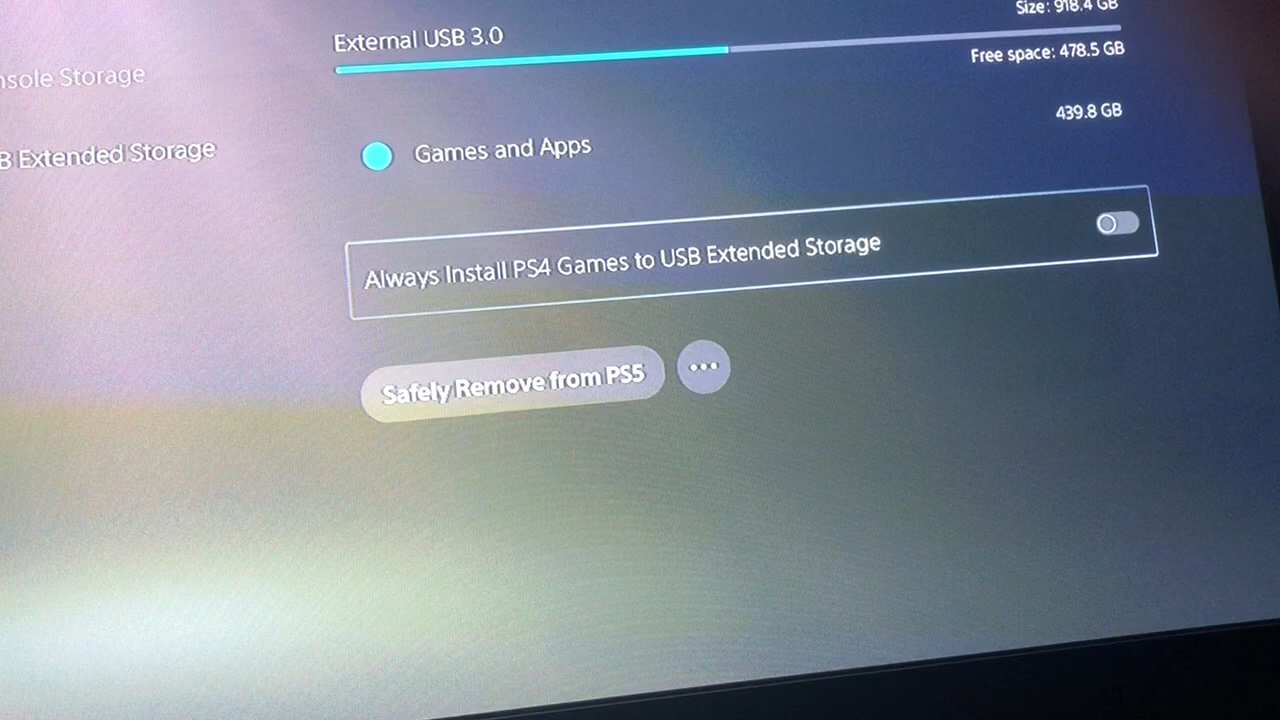 Size: 918.4 GB
External USB 3.0
Free space: 478.5 GB
nsole Storage
439.8 GB
B Extended Storage
Games and Apps
Always Install PS4 Games to USB Extended Storage
Safely Remove from PS5